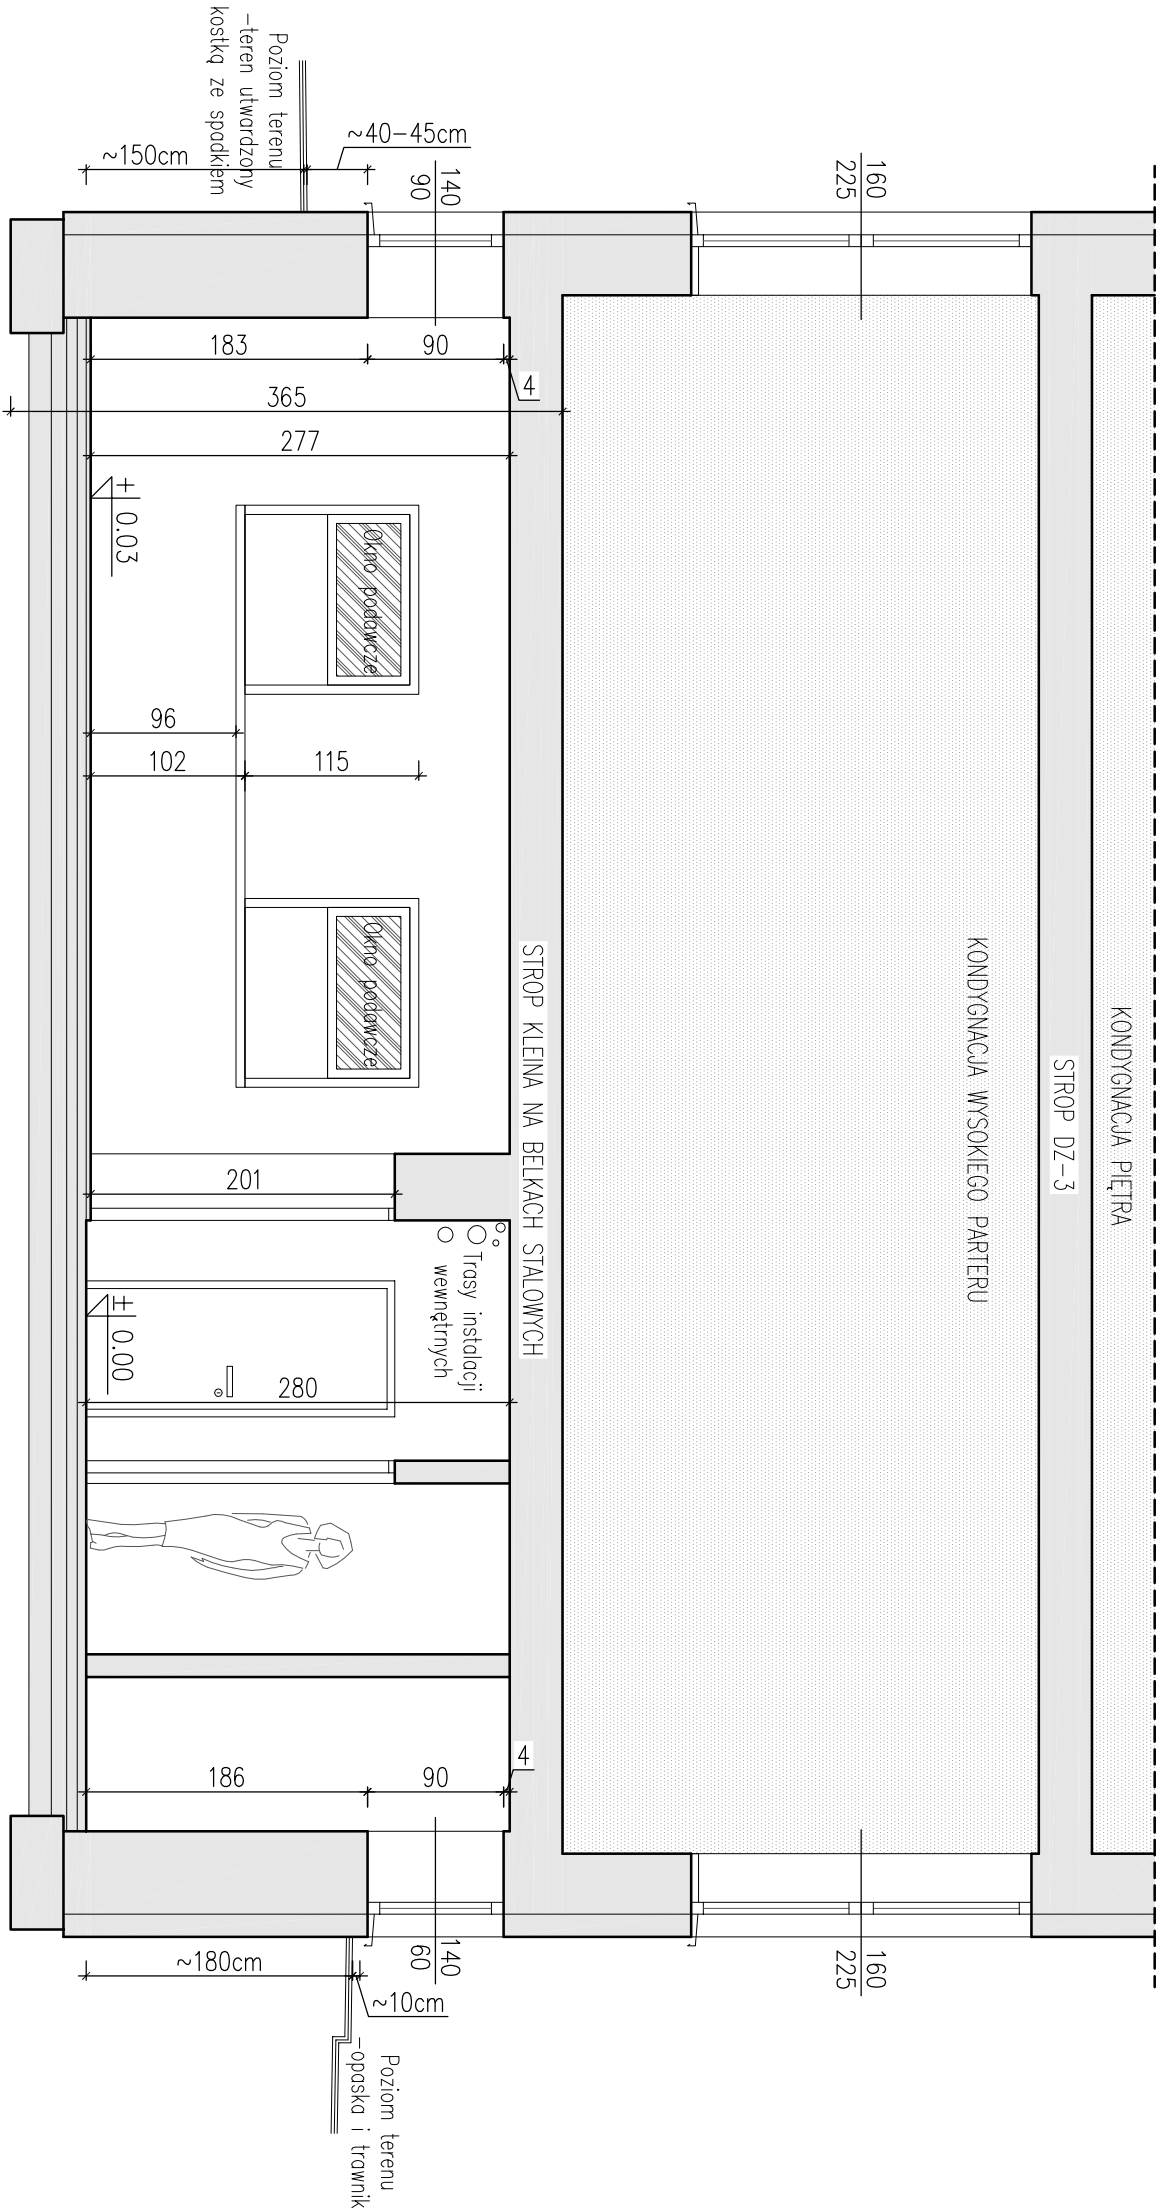 KONDYGNACJA PIĘTRA
STROP DZ-3
KONDYGNACJA WYSOKIEGO PARTERU
160
225
160
225
STROP KLEINA NA BELKACH STALOWYCH
140
90
140
60
~40-45cm
~150cm
Poziom terenu
-teren utwardzony
kostką ze spadkiem
183
90
4
365
277
± 0.03
Okno podawcze
96
102
115
Okno podawcze
201
Trasy instalacji
wewnętrznych
± 0.00
280
186
90
4
~180cm
~10cm
Poziom terenu
-opaska i trawnik